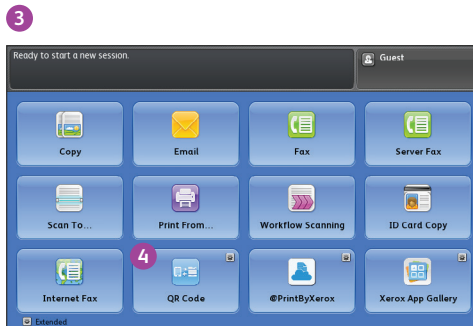 3
Ready to start a new session.
Guest
Copy
Email
Fax
Server Fax
Scan To...
Print From...
Workflow Scanning
ID Card Copy
4
Internet Fax
QR Code
@PrintByXerox
Xerox App Gallery
Extended